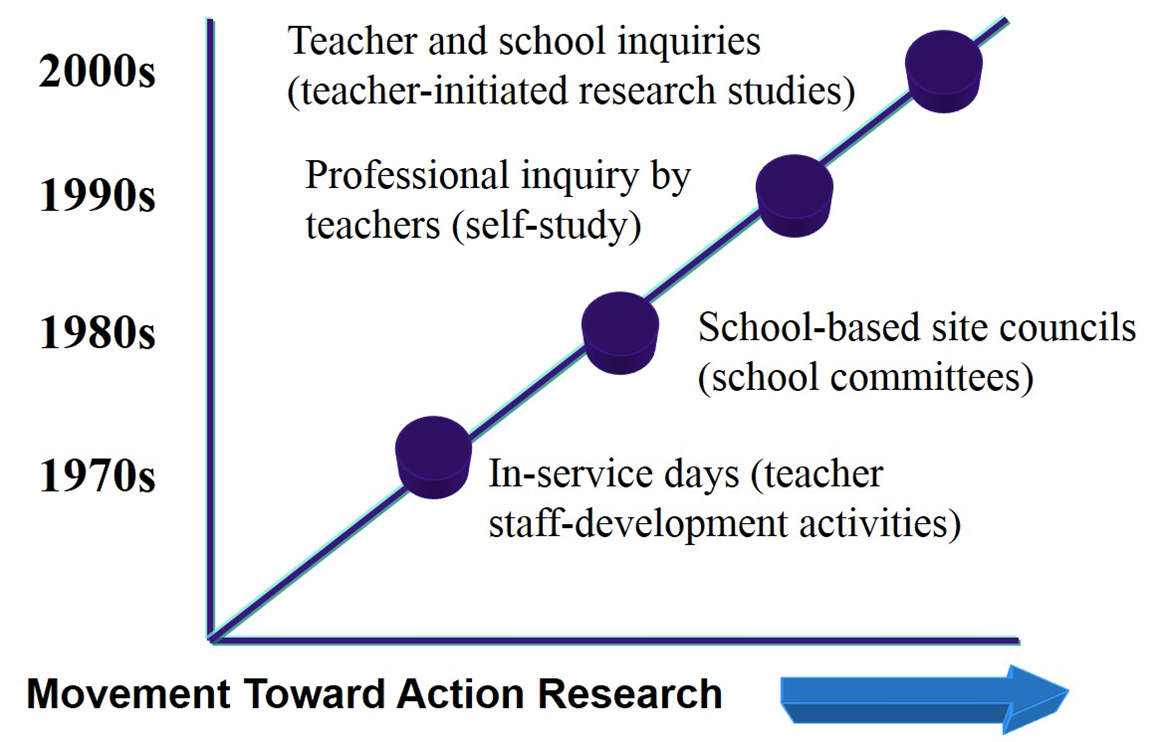 2000s
Teacher and school inquiries
(teacher-initiated research studies)
1990s
Professional inquiry by
teachers (self-study)
1980s
School-based site councils
(school committees)
1970s
In-service days (teacher
staff-development activities)
Movement Toward Action Research